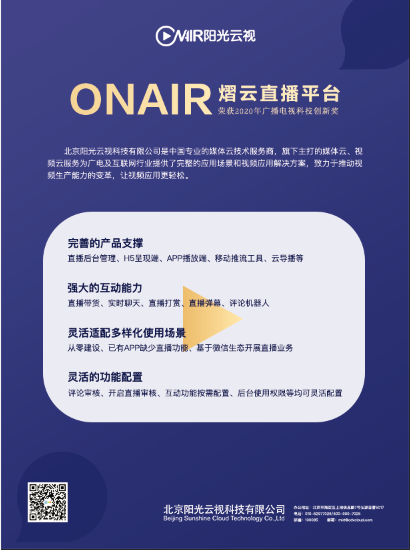 ONAIR阳光云视
ONAIR 熠云直播平台
荣获2020年广播电视科技创新奖
北京阳光云视科技有限公司是中国专业的媒体云技术服务商，旗下主打的媒体云、视
频云服务为广电及互联网行业提供了完整的应用场景和视频应用解决方案，致力于推动视
频生产能力的变革，让视频应用更轻松。
完善的产品支撑
直播后台管理、H5呈现端、APP播放端、移动推流工具、云导播等
强大的互动能力
直播带货、实时聊天、直播打赏、直播弹幕、评论机器人
灵活适配多样化使用场景
从零建设、已有APP缺少直播功能、基于微信生态开展直播业务
灵活的功能配置
评论审核、开启直播审核、互动功能按需配置、后台使用权限等均可灵活配置
北京阳光云视科技有限公司
Beijing Sunshine Cloud Technology Co.,Ltd